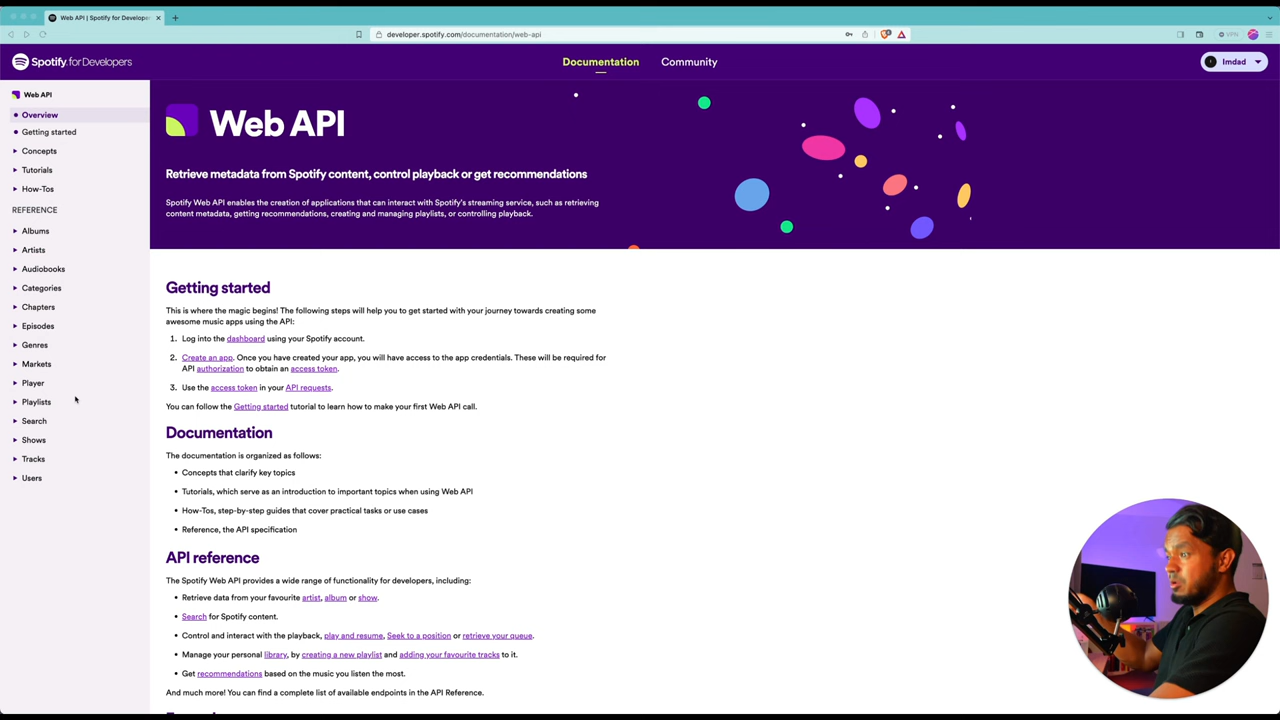 Web API | Spotify for Develope
developer.spotify.com/documentation/web-api
VPN
Spotify for Developers
Documentation
Community
Imdad
Web API
Overview
Getting started
Concepts
Tutorials
How-Tos
REFERENCE
Albums
Artists
Audiobooks
Categories
Chapters
Episodes
Genres
Markets
Player
Playlists
Search
Shows
Tracks
Users
Web API
Retrieve metadata from Spotify content, control playback or get recommendations
Spotify Web API enables the creation of applications that can interact with Spotify's streaming service, such as retrieving
content metadata, getting recommendations, creating and managing playlists, or controlling playback.
Getting started
This is where the magic begins! The following steps will help you to get started with your journey towards creating some
awesome music apps using the API:
1. Log into the dashboard using your Spotify account.
2. Create an app. Once you have created your app, you will have access to the app credentials. These will be required for
API authorization to obtain an access token.
3. Use the access token in your API requests.
You can follow the Getting started tutorial to learn how to make your first Web API call.
Documentation
The documentation is organized as follows:
• Concepts that clarify key topics
• Tutorials, which serve as an introduction to important topics when using Web API
• How-Tos, step-by-step guides that cover practical tasks or use cases
• Reference, the API specification
API reference
The Spotify Web API provides a wide range of functionality for developers, including:
• Retrieve data from your favourite artist, album or show.
• Search for Spotify content.
• Control and interact with the playback, play and resume, Seek to a position or retrieve your queue.
• Manage your personal library, by creating a new playlist and adding your favourite tracks to it.
• Get recommendations based on the music you listen the most.
And much more! You can find a complete list of available endpoints in the API Reference.